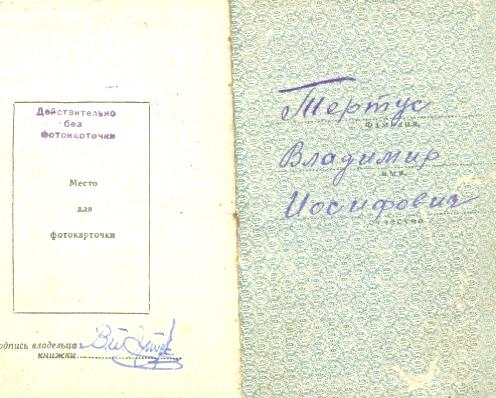 Действительно
без
фотокарточки
Место
для
фотокарточки
подпись владельца
книжки
Тертус
фамилия
Владимир
имя
Иосифович
отчество